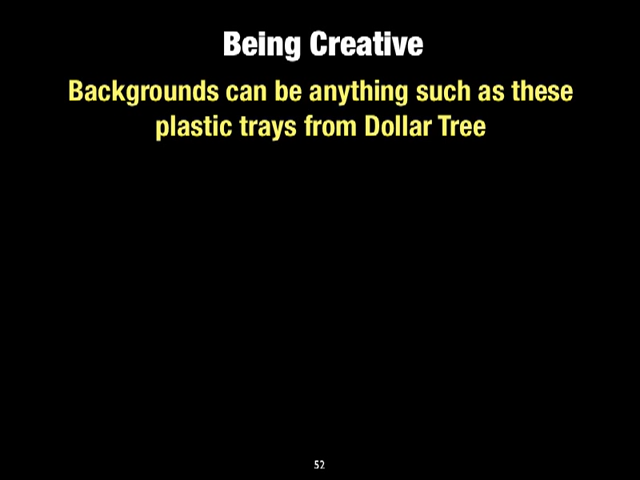 Being Creative
Backgrounds can be anything such as these
plastic trays from Dollar Tree
52